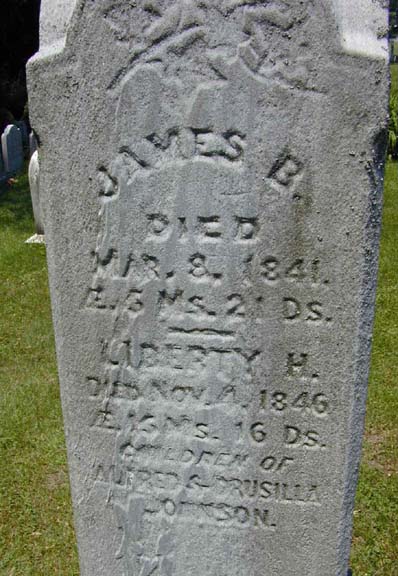 JAMES B.
DIED
MAR. 8. 1841.
Æ. 3 Ms. 21 DS.
LIBERTY H.
DIED NOV. 4. 1846
Æ. 16 Ms. 16 DS.
CHILDREN OF
ALFRED & DRUSILLA
JOHNSON.